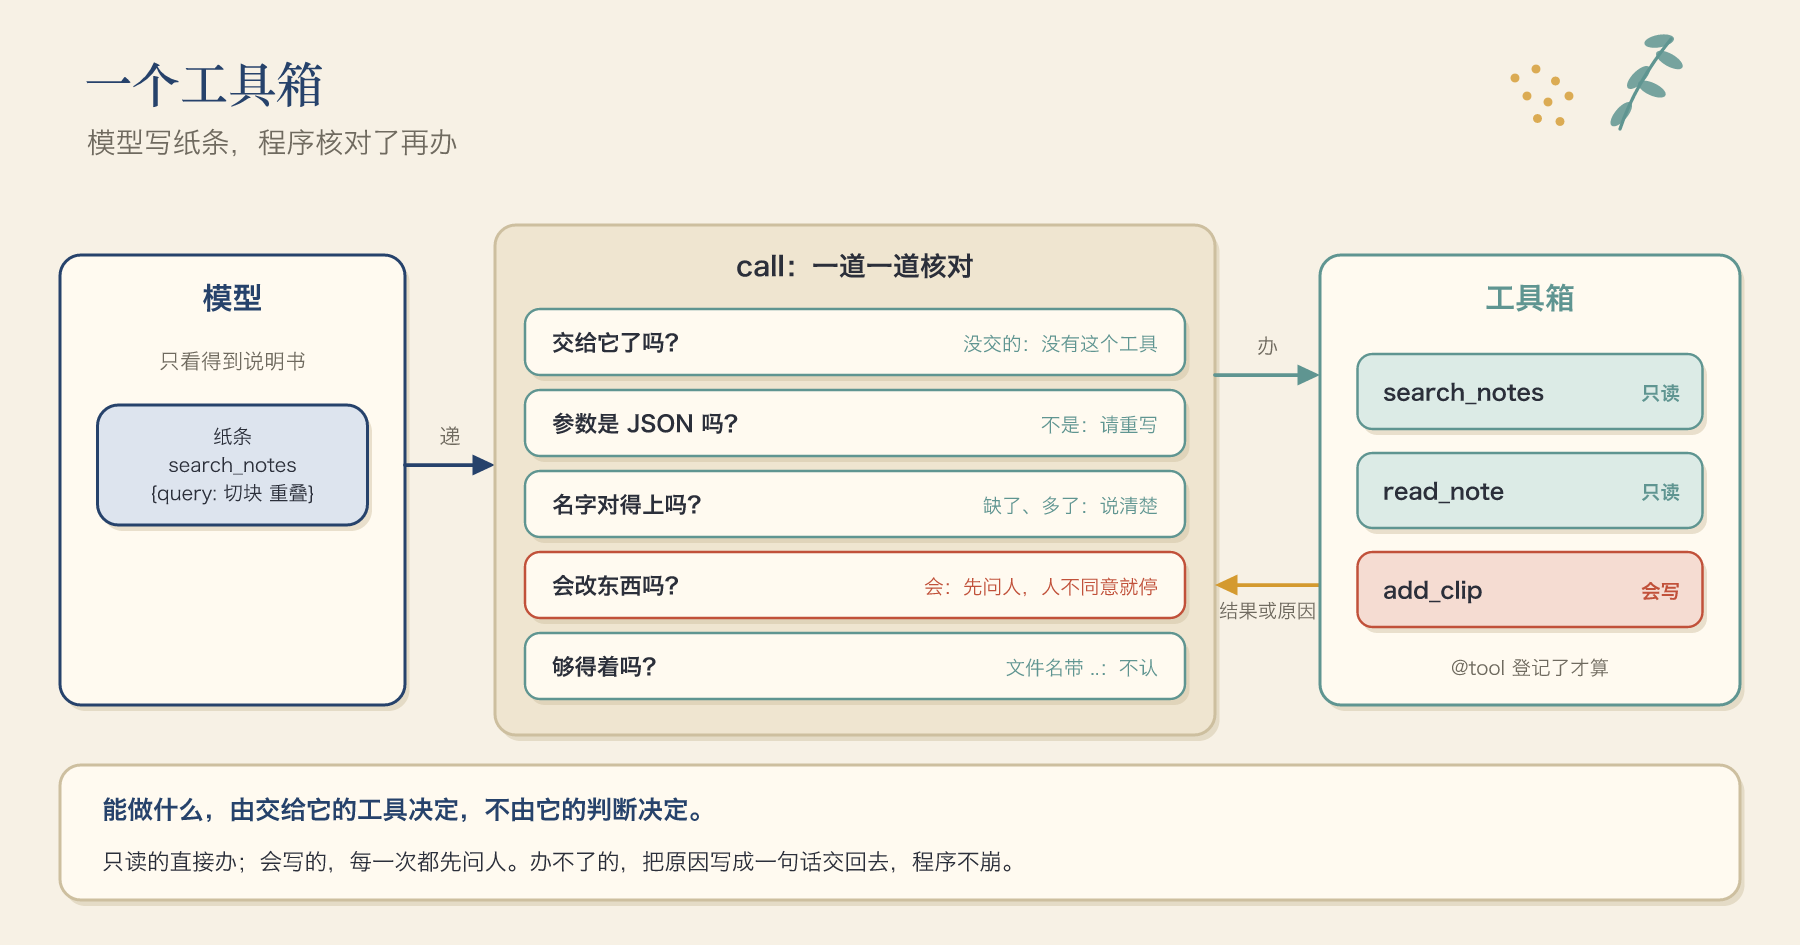 一个工具箱
模型写纸条，程序核对了再办
模型
只看得到说明书
纸条
search_notes
{query: 切块 重叠}
递
call：一道一道核对
交给它了吗？ 没交的：没有这个工具
参数是 JSON 吗？ 不是：请重写
名字对得上吗？ 缺了、多了：说清楚
会改东西吗？ 会：先问人，人不同意就停
够得着吗？ 文件名带 ..：不认
办
结果或原因
工具箱
search_notes 只读
read_note 只读
add_clip 会写
@tool 登记了才算
能做什么，由交给它的工具决定，不由它的判断决定。
只读的直接办；会写的，每一次都先问人。办不了的，把原因写成一句话交回去，程序不崩。